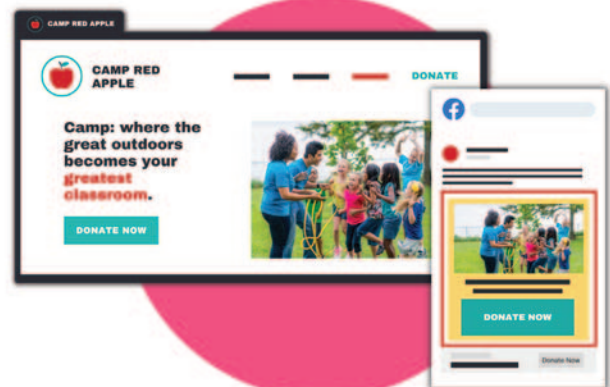 CAMP RED APPLE
CAMP RED
APPLE
DONATE
Camp: where the
great outdoors
becomes your
greatest
classroom.
DONATE NOW
DONATE NOW
Donate Now